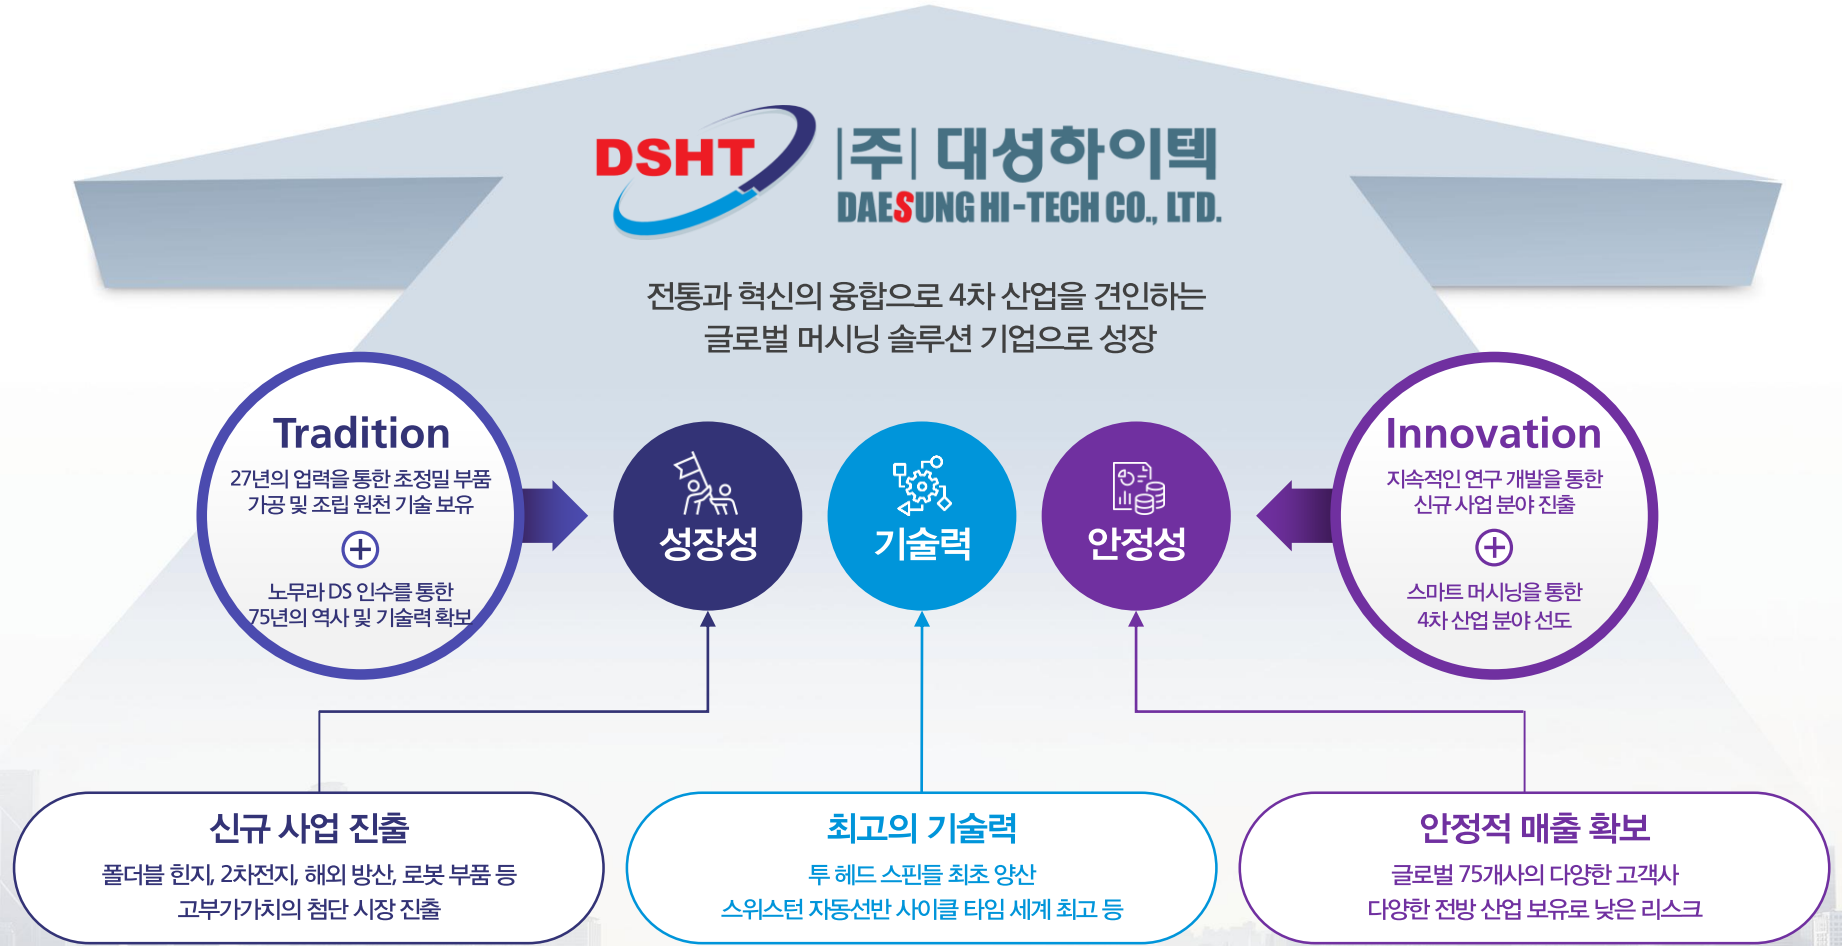 DSHT
|주| 대성하이텍
DAESUNG HI-TECH CO., LTD.
전통과 혁신의 융합으로 4차 산업을 견인하는
글로벌 머시닝 솔루션 기업으로 성장
Tradition
27년의 업력을 통한 초정밀 부품
가공 및 조립 원천 기술 보유
노무라 DS 인수를 통한
75년의 역사 및 기술력 확보
성장성
기술력
안정성
Innovation
지속적인 연구 개발을 통한
신규 사업 분야 진출
스마트 머시닝을 통한
4차 산업 분야 선도
신규 사업 진출
폴더블 힌지, 2차전지, 해외 방산, 로봇 부품 등
고부가가치의 첨단 시장 진출
최고의 기술력
투 헤드 스핀들 최초 양산
스위스턴 자동선반 사이클 타임 세계 최고 등
안정적 매출 확보
글로벌 75개사의 다양한 고객사
다양한 전방 산업 보유로 낮은 리스크